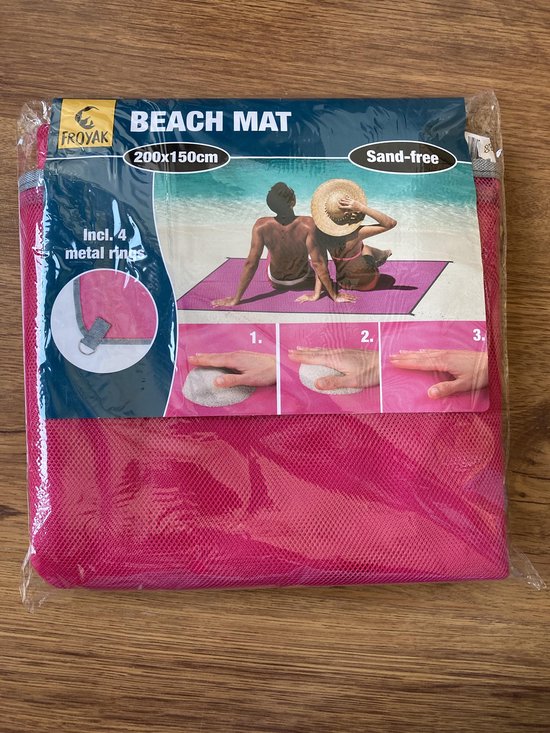 FROYAK
BEACH MAT
200x150cm
Sand-free
Incl. 4
metal rings
1.
2.
3.